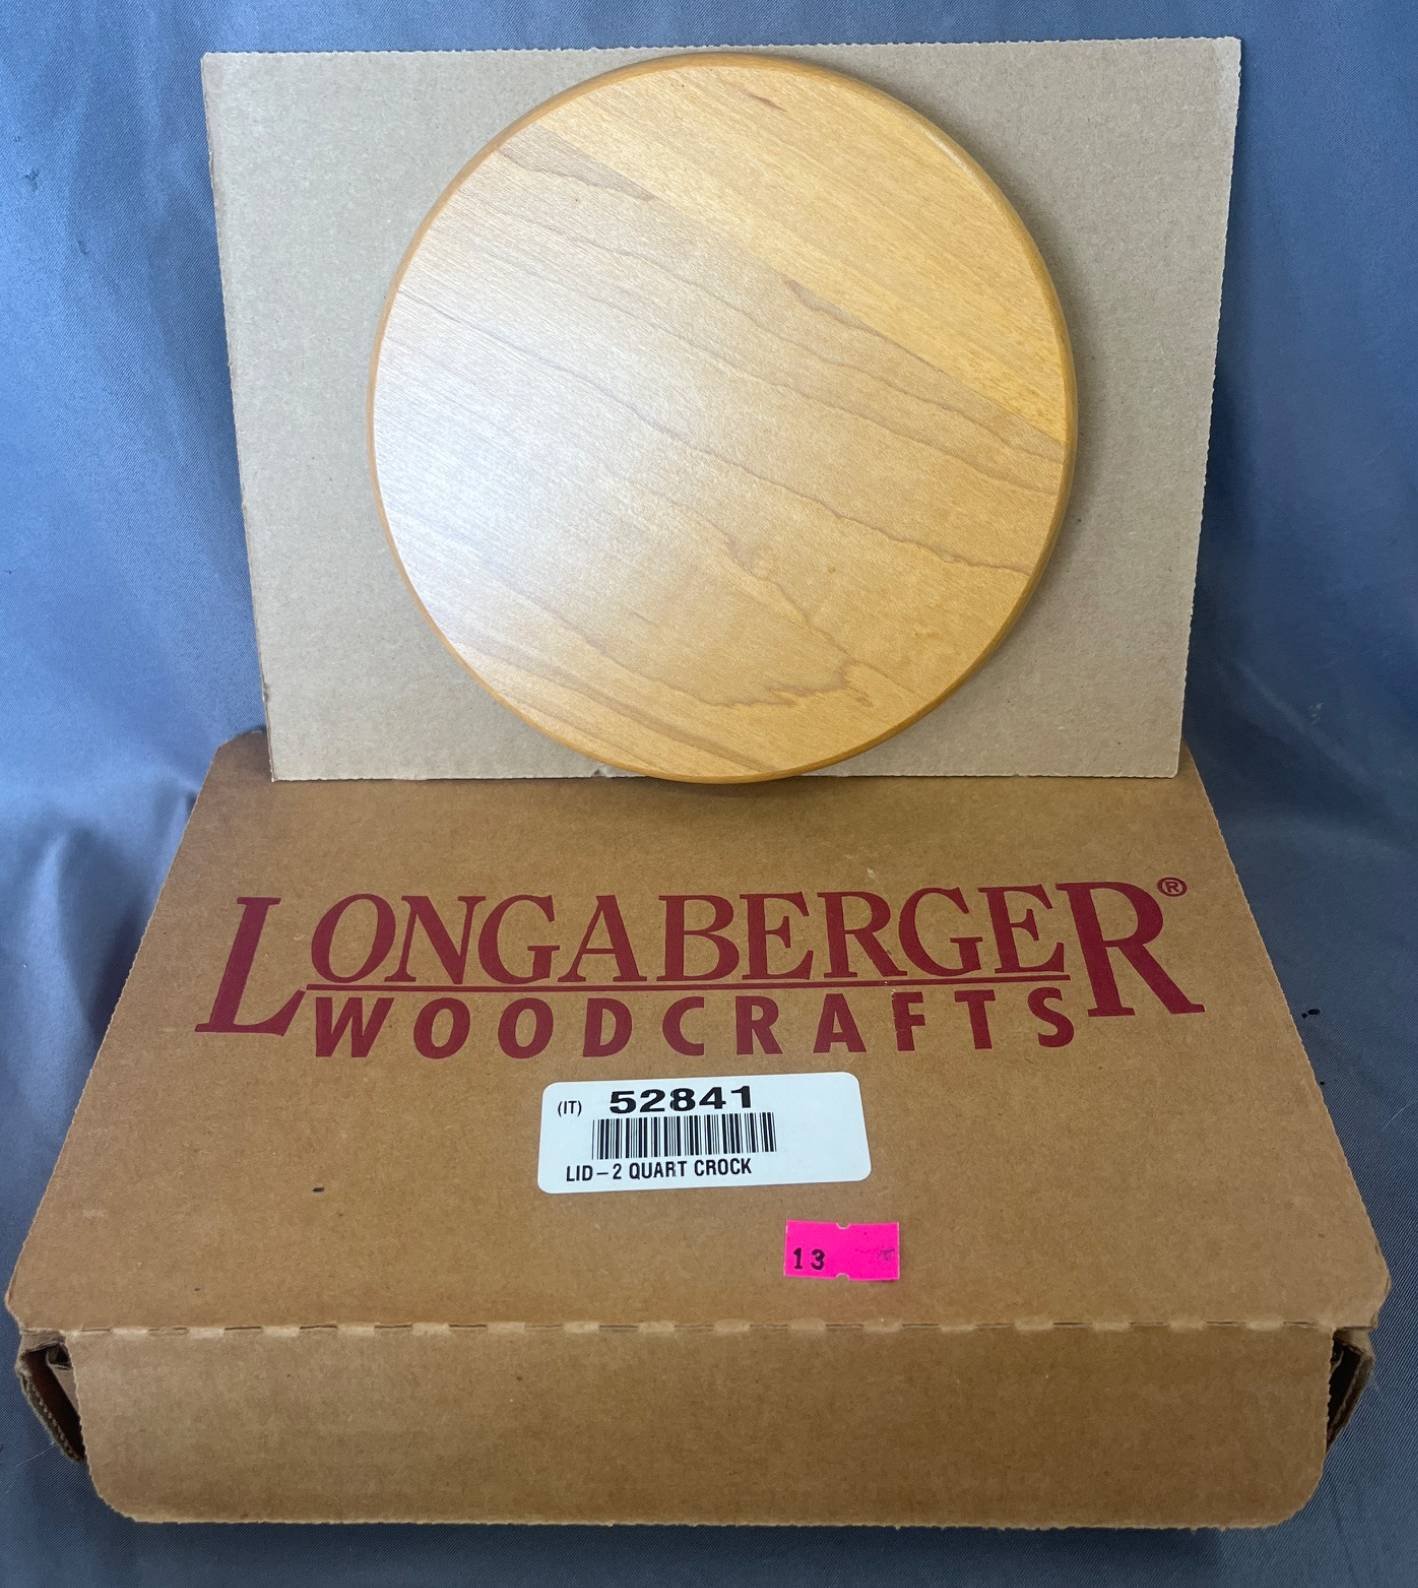 LONGABERGER®
WOODCRAFTS
(IT) 52841
LID-2 QUART CROCK
13